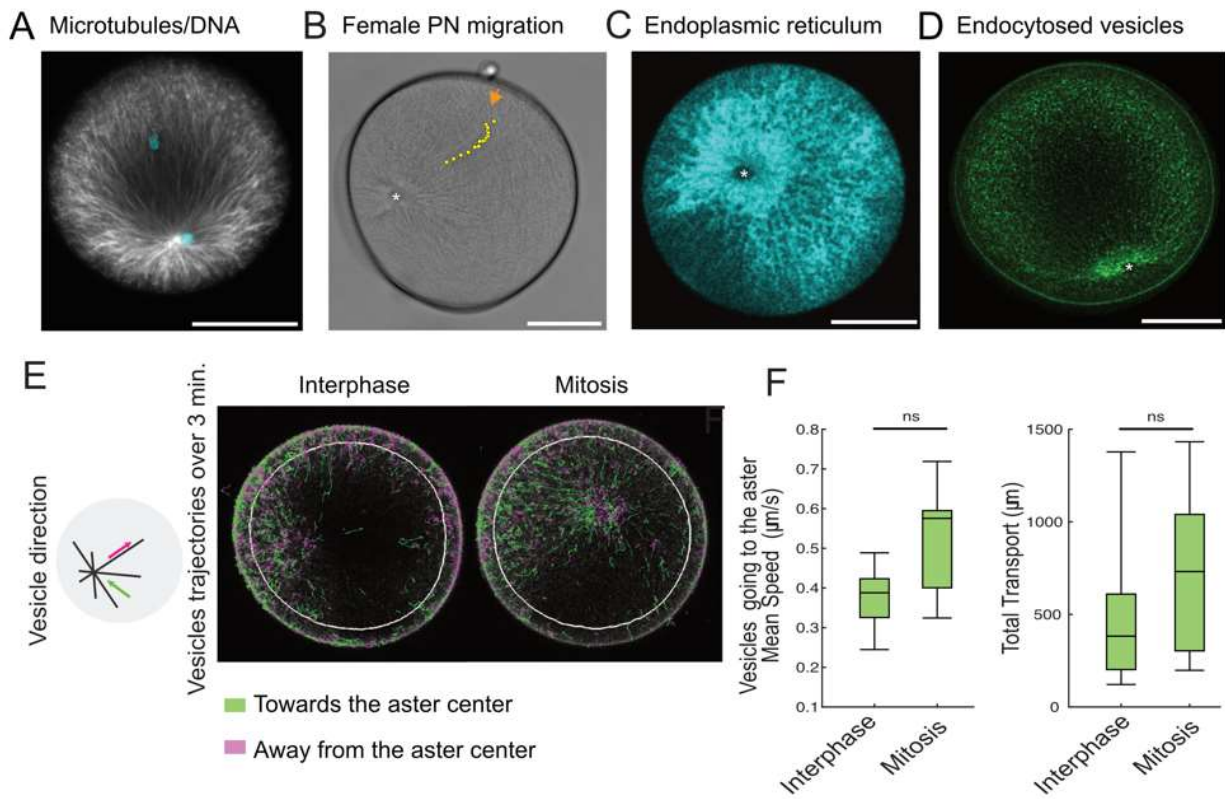 A Microtubules/DNA
B Female PN migration
C Endoplasmic reticulum
D Endocytosed vesicles
*
*
*
E
Vesicle direction
Vesicles trajectories over 3 min.
Interphase
Mitosis
Towards the aster center
Away from the aster center
F
Vesicles going to the aster
Mean Speed (μm/s)
0.8
0.7
0.6
0.5
0.4
0.3
0.2
0.1
ns
Interphase
Mitosis
Total Transport (μm)
1500
1000
500
0
ns
Interphase
Mitosis